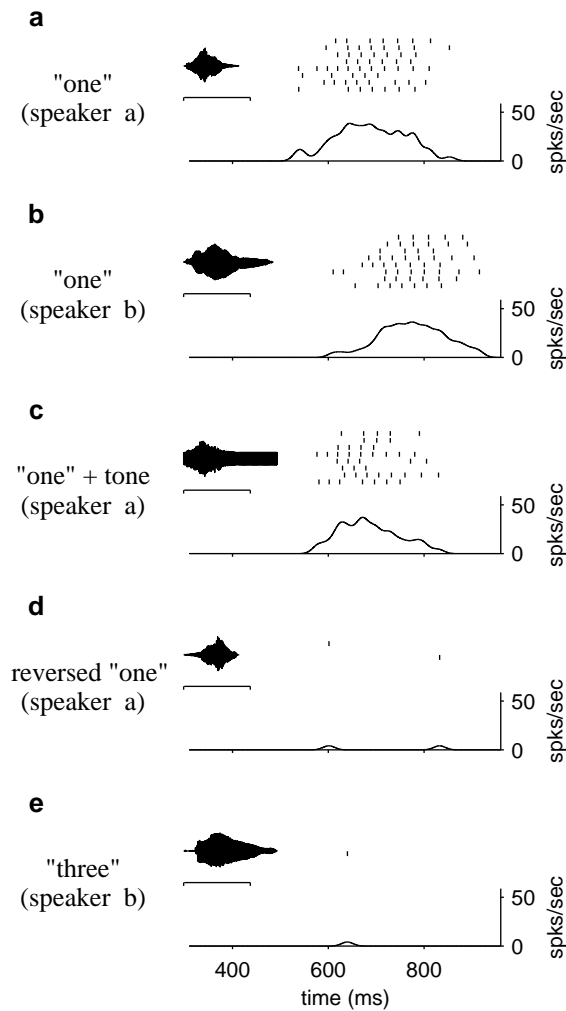 a
"one"
(speaker a)
50
0
spks/sec
b
"one"
(speaker b)
50
0
spks/sec
c
"one" + tone
(speaker a)
50
0
spks/sec
d
reversed "one"
(speaker a)
50
0
spks/sec
e
"three"
(speaker b)
50
0
spks/sec
400 600 800
time (ms)